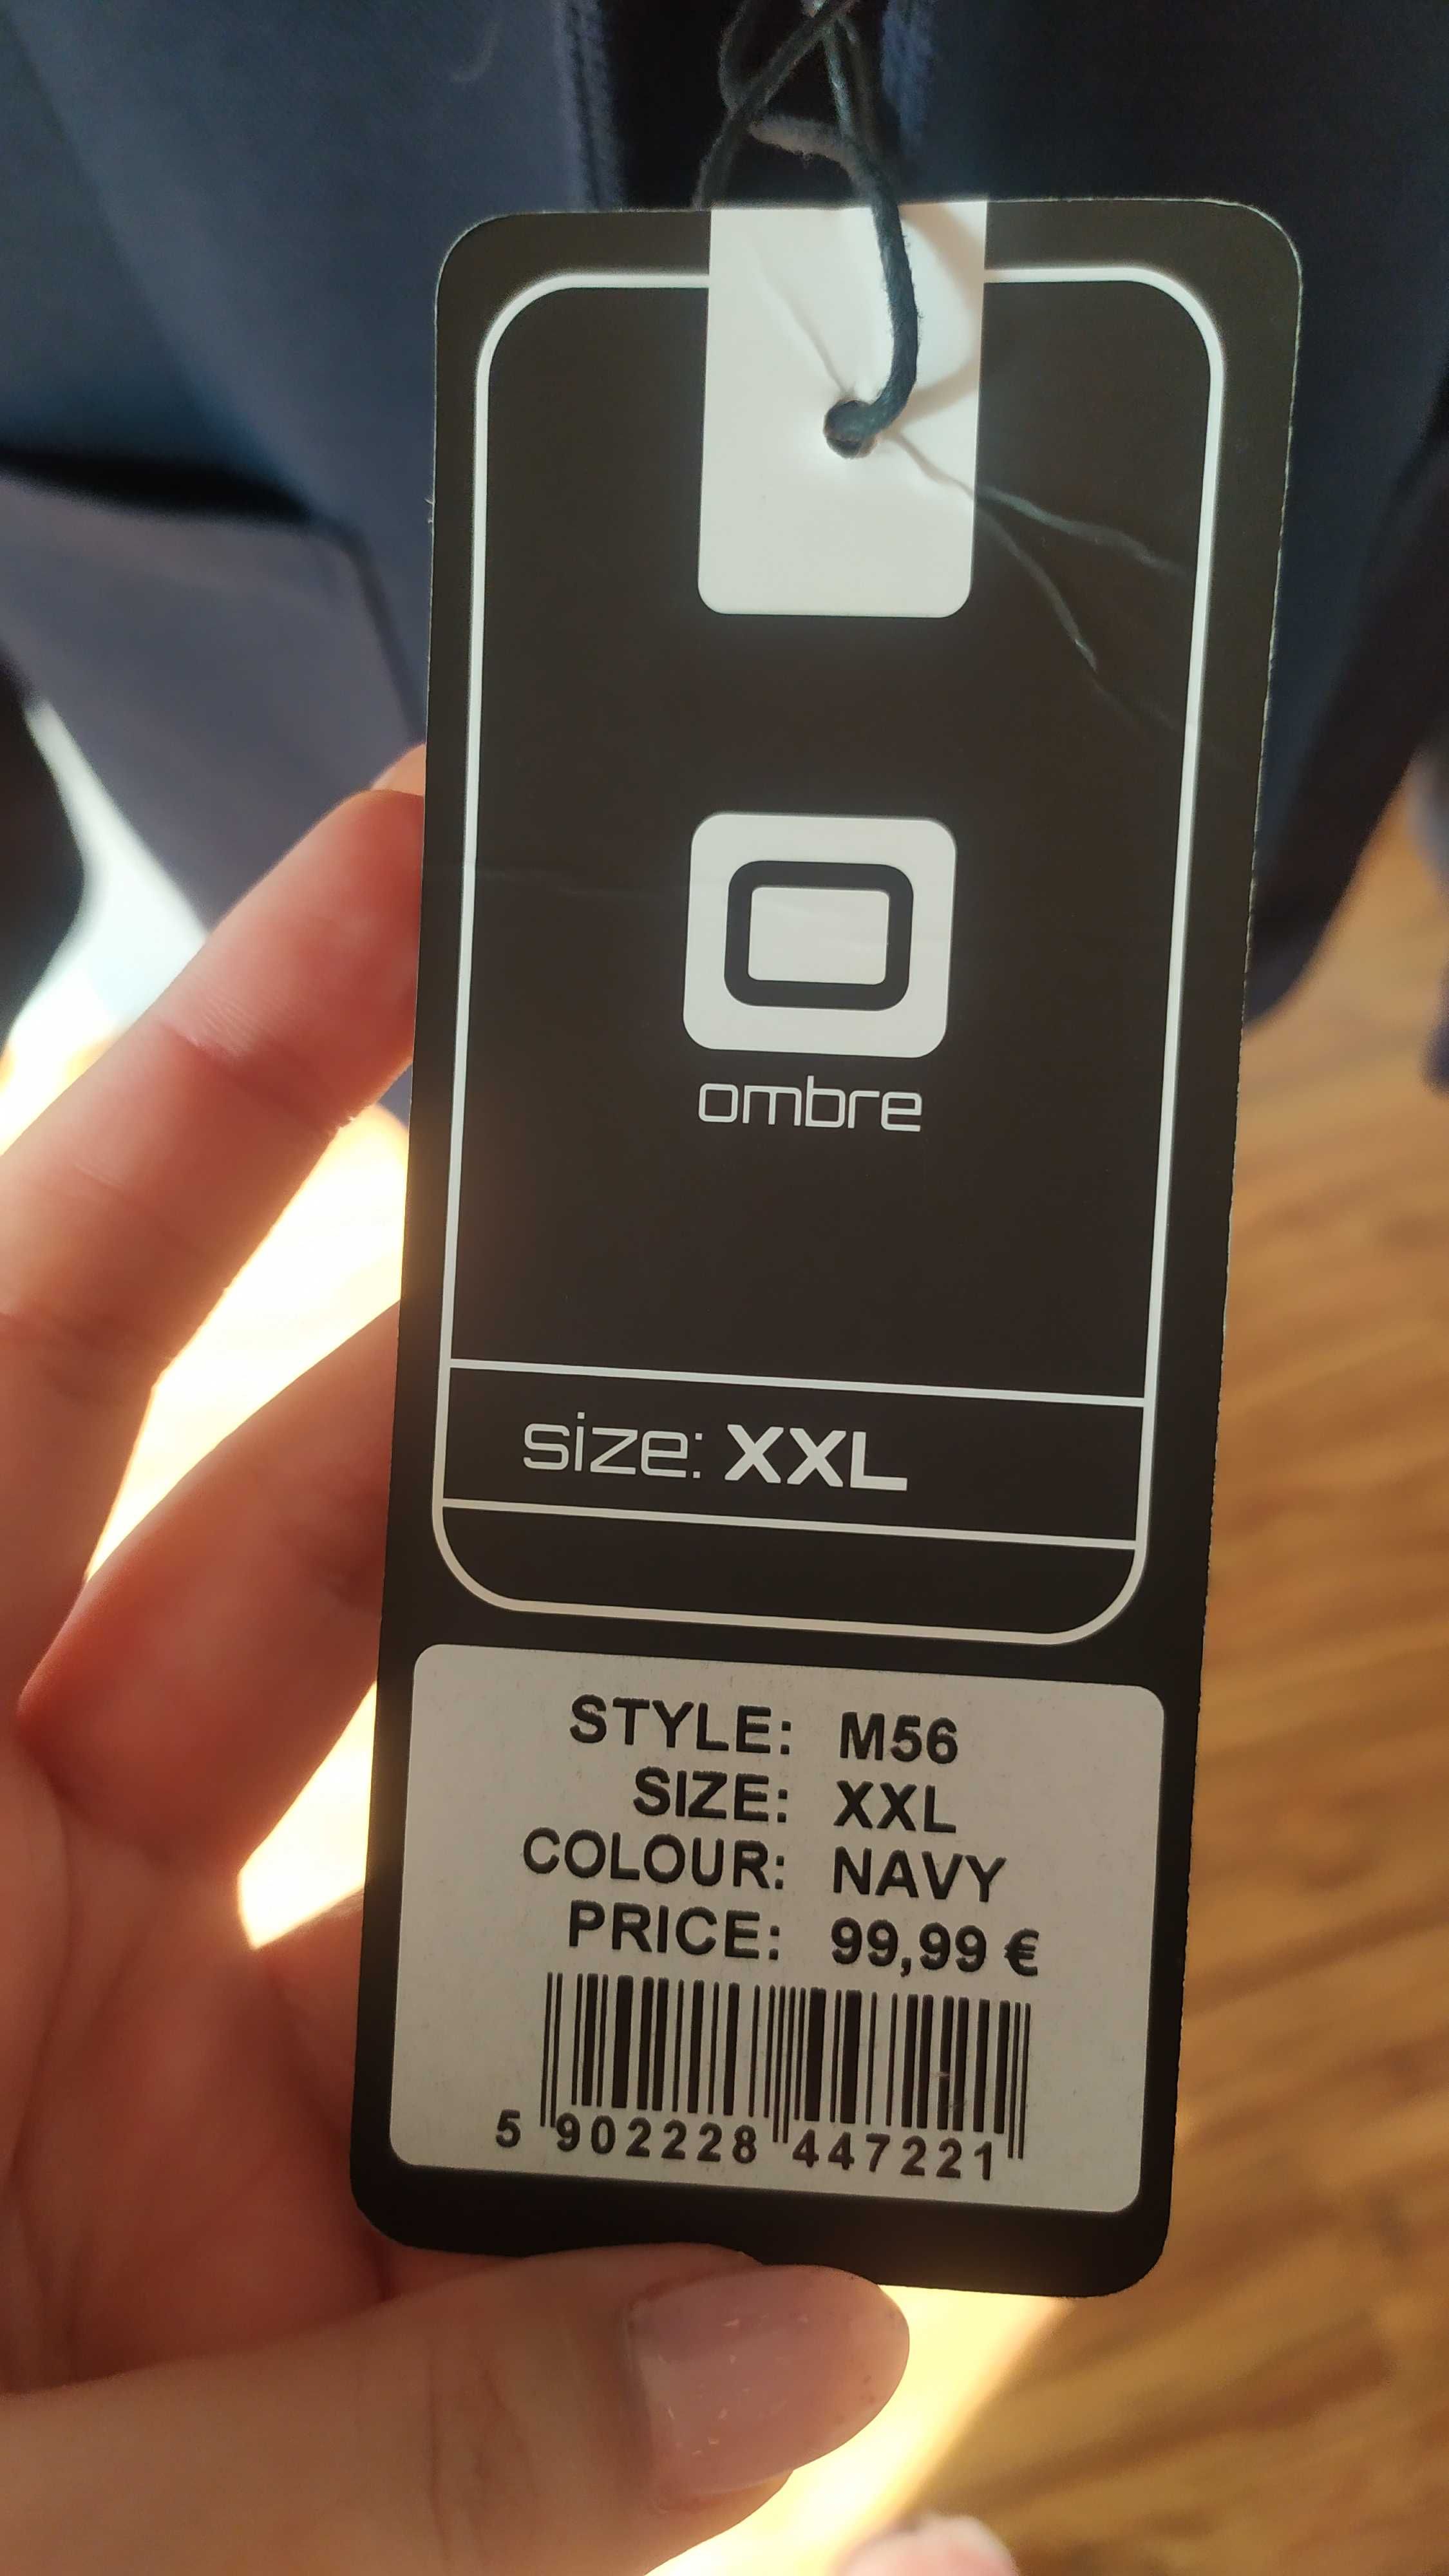 ombre
size: XXL
STYLE: M56
SIZE: XXL
COLOUR: NAVY
PRICE: 99,99 €
5 902228 447221